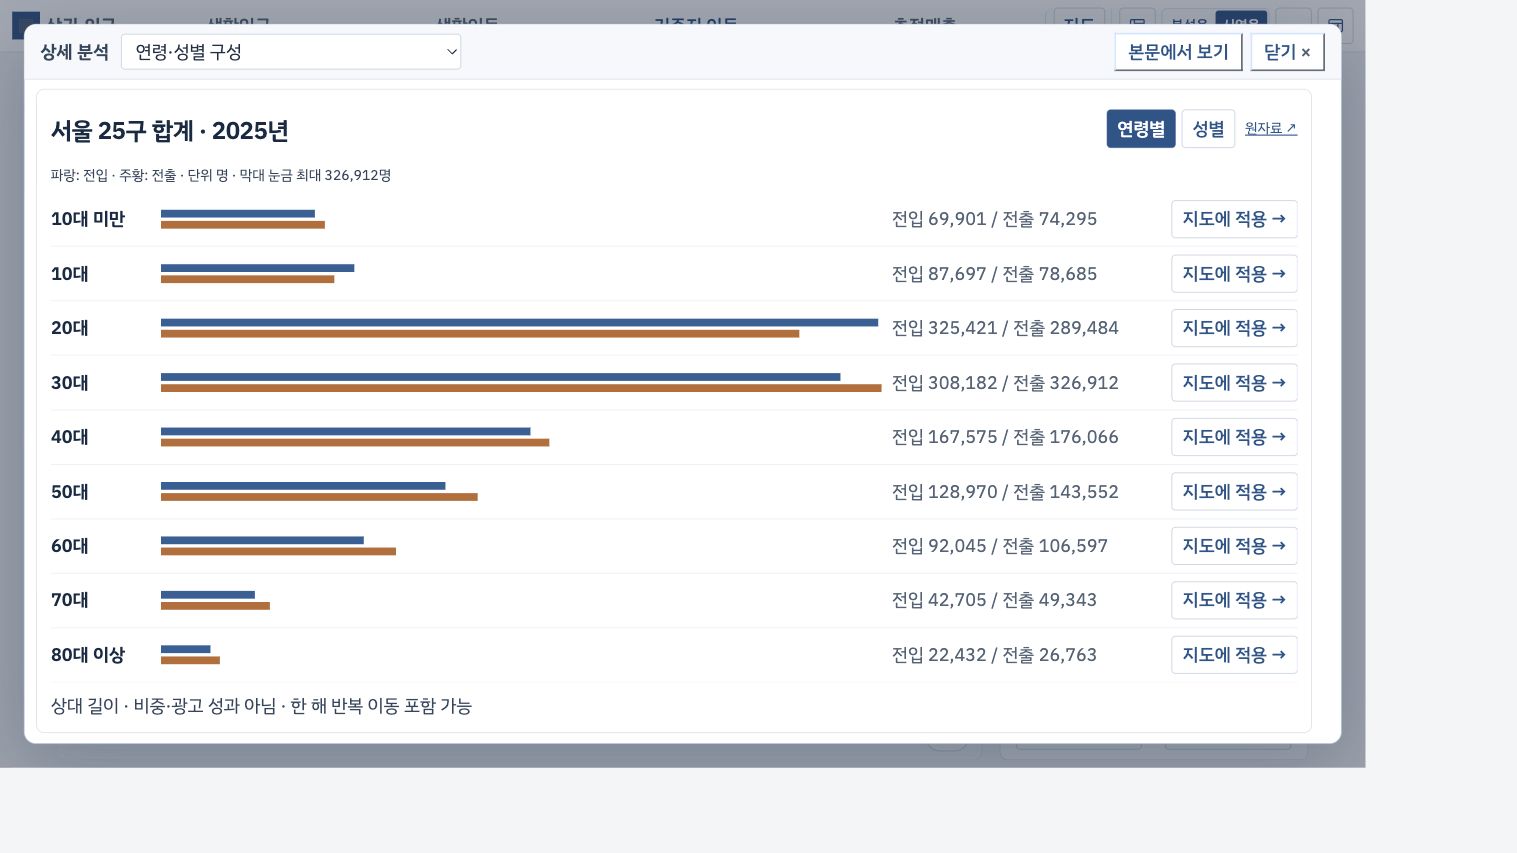 상세 분석
연령·성별 구성
본문에서 보기
닫기 ×
서울 25구 합계 · 2025년
연령별
성별
원자료 ↗
파랑: 전입 · 주황: 전출 · 단위 명 · 막대 눈금 최대 326,912명
10대 미만
전입 69,901 / 전출 74,295
지도에 적용 →
10대
전입 87,697 / 전출 78,685
지도에 적용 →
20대
전입 325,421 / 전출 289,484
지도에 적용 →
30대
전입 308,182 / 전출 326,912
지도에 적용 →
40대
전입 167,575 / 전출 176,066
지도에 적용 →
50대
전입 128,970 / 전출 143,552
지도에 적용 →
60대
전입 92,045 / 전출 106,597
지도에 적용 →
70대
전입 42,705 / 전출 49,343
지도에 적용 →
80대 이상
전입 22,432 / 전출 26,763
지도에 적용 →
상대 길이 · 비중·광고 성과 아님 · 한 해 반복 이동 포함 가능